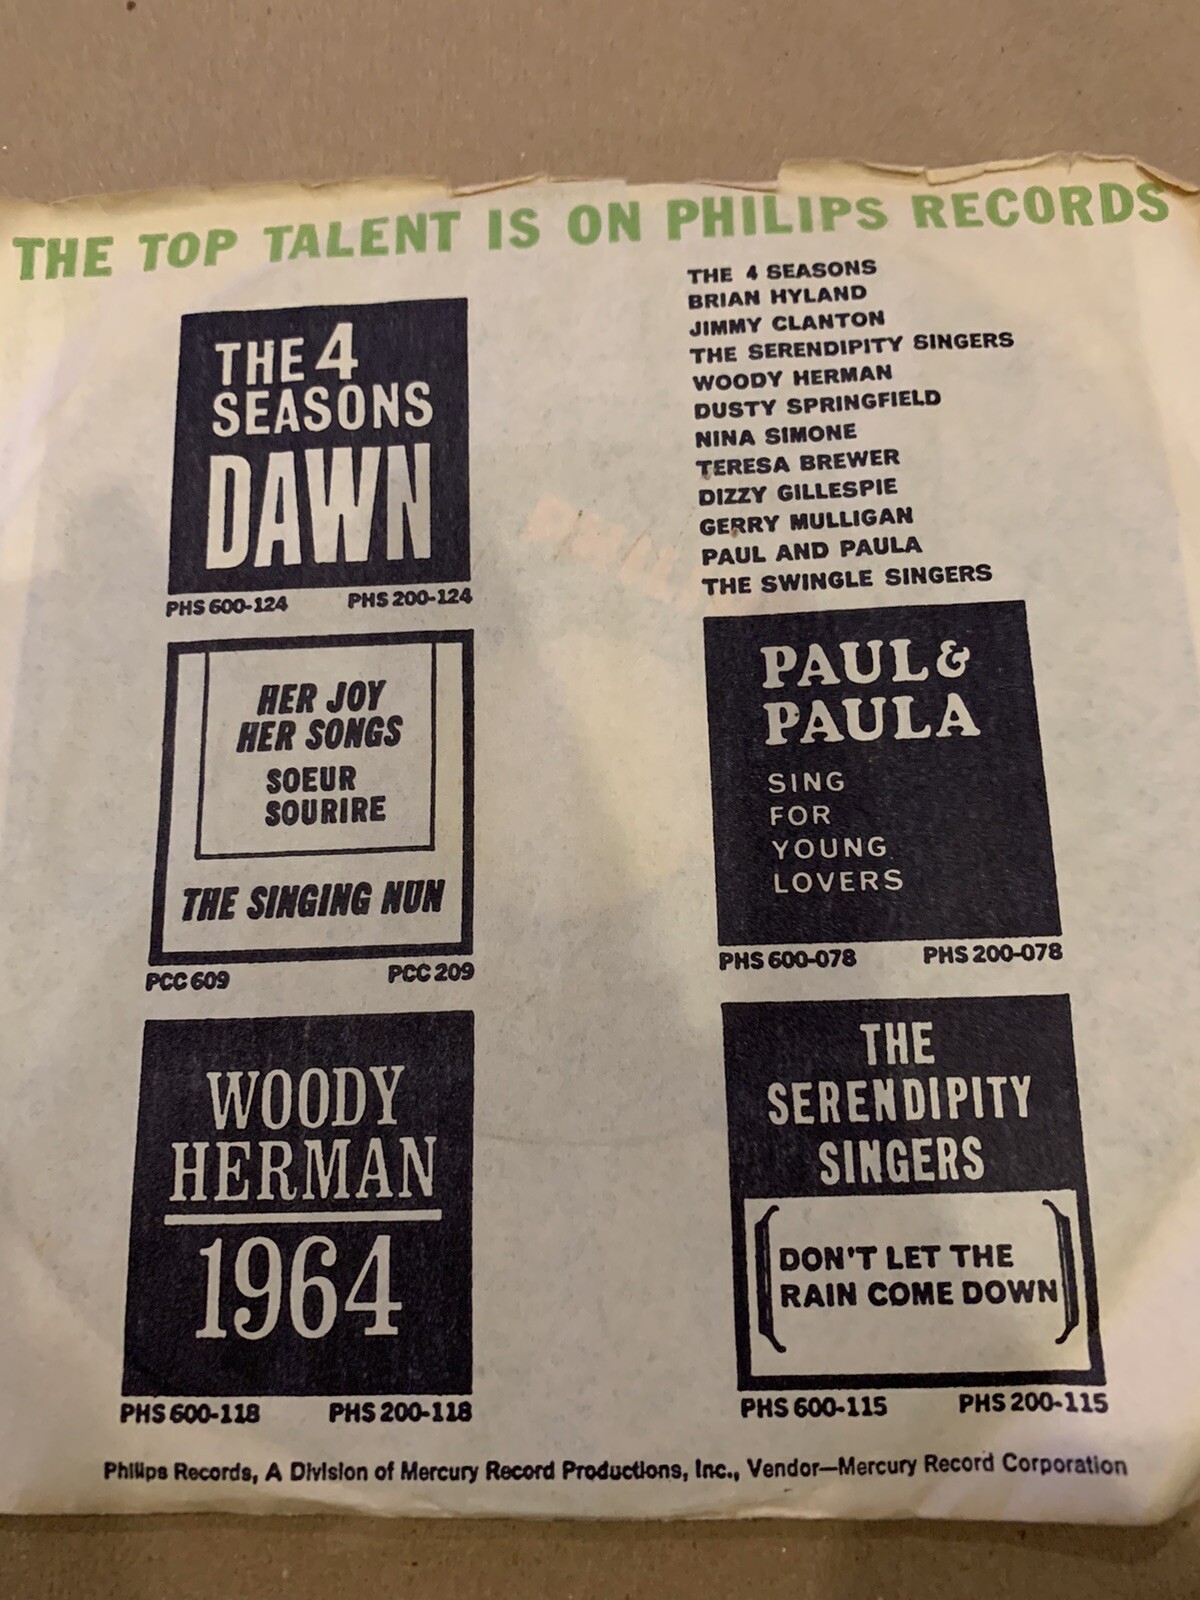 THE TOP TALENT IS ON PHILIPS RECORDS
THE 4
SEASONS
DAWN
PHS 600-124 PHS 200-124
HER JOY
HER SONGS
SOEUR
SOURIRE
THE SINGING NUN
PCC 609 PCC 209
WOODY
HERMAN
1964
PHS 600-118 PHS 200-118
THE 4 SEASONS
BRIAN HYLAND
JIMMY CLANTON
THE SERENDIPITY SINGERS
WOODY HERMAN
DUSTY SPRINGFIELD
NINA SIMONE
TERESA BREWER
DIZZY GILLESPIE
GERRY MULLIGAN
PAUL AND PAULA
THE SWINGLE SINGERS
PAUL &
PAULA
SING
FOR
YOUNG
LOVERS
PHS 600-078 PHS 200-078
THE
SERENDIPITY
SINGERS
DON'T LET THE
RAIN COME DOWN
PHS 600-115 PHS 200-115
Philips Records, A Division of Mercury Record Productions, Inc., Vendor—Mercury Record Corporation